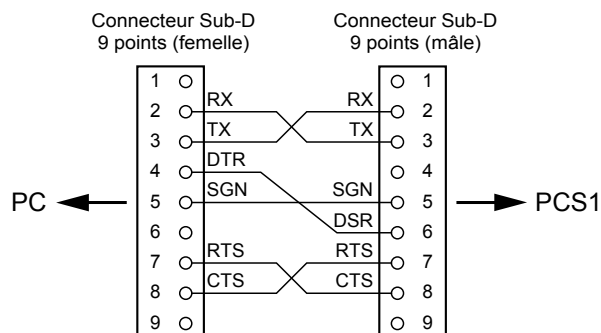 Connecteur Sub-D
9 points (femelle)
Connecteur Sub-D
9 points (mâle)
1 1
2 RX RX 2
3 TX TX 3
4 DTR 4
PC 5 SGN SGN 5 PCS1
6 DSR 6
7 RTS RTS 7
8 CTS CTS 8
9 9